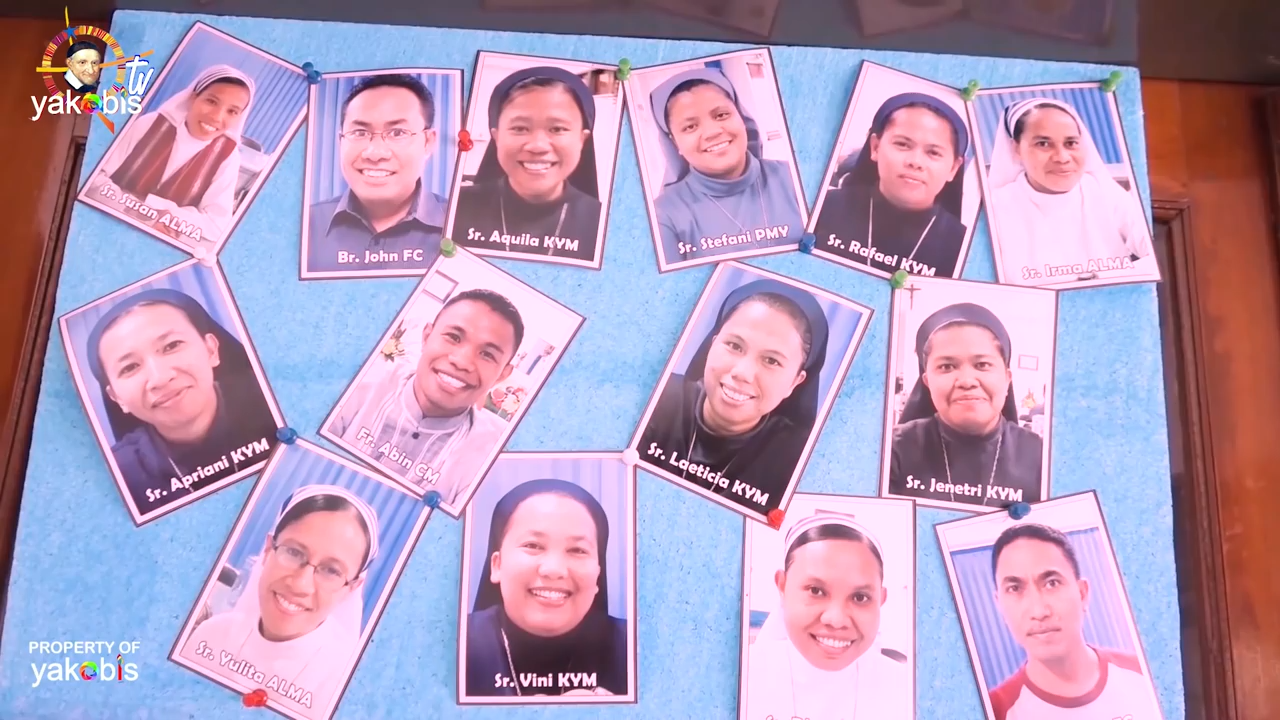 tv
yakobis
Sr. Susan ALMA
Br. John FC
Sr. Aquila KYM
Sr. Stefani PMY
Sr. Rafael KYM
Sr. Irma ALMA
Sr. Apriani KYM
Fr. Abin CM
Sr. Laeticia KYM
Sr. Jenetri KYM
Sr. Yulita ALMA
Sr. Vini KYM
PROPERTY OF
yakobis